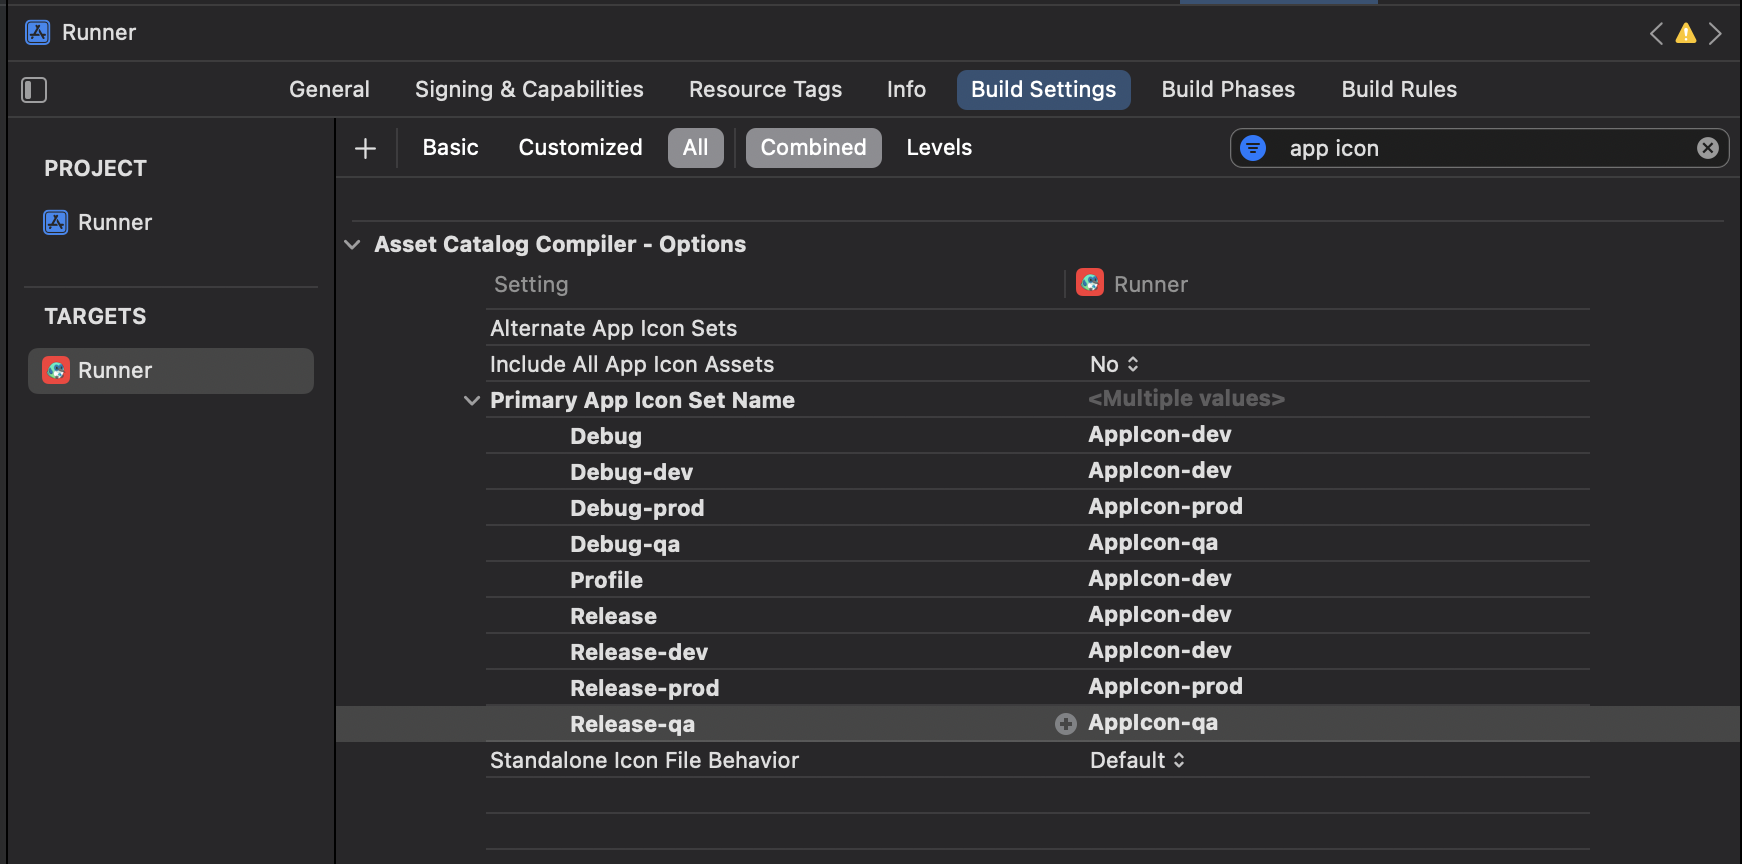 Runner
General Signing & Capabilities Resource Tags Info Build Settings Build Phases Build Rules
Basic Customized All Combined Levels app icon
PROJECT
Runner
TARGETS
Runner
Asset Catalog Compiler - Options
Setting Runner
Alternate App Icon Sets
Include All App Icon Assets No
Primary App Icon Set Name <Multiple values>
Debug AppIcon-dev
Debug-dev AppIcon-dev
Debug-prod AppIcon-prod
Debug-qa AppIcon-qa
Profile AppIcon-dev
Release AppIcon-dev
Release-dev AppIcon-dev
Release-prod AppIcon-prod
Release-qa AppIcon-qa
Standalone Icon File Behavior Default